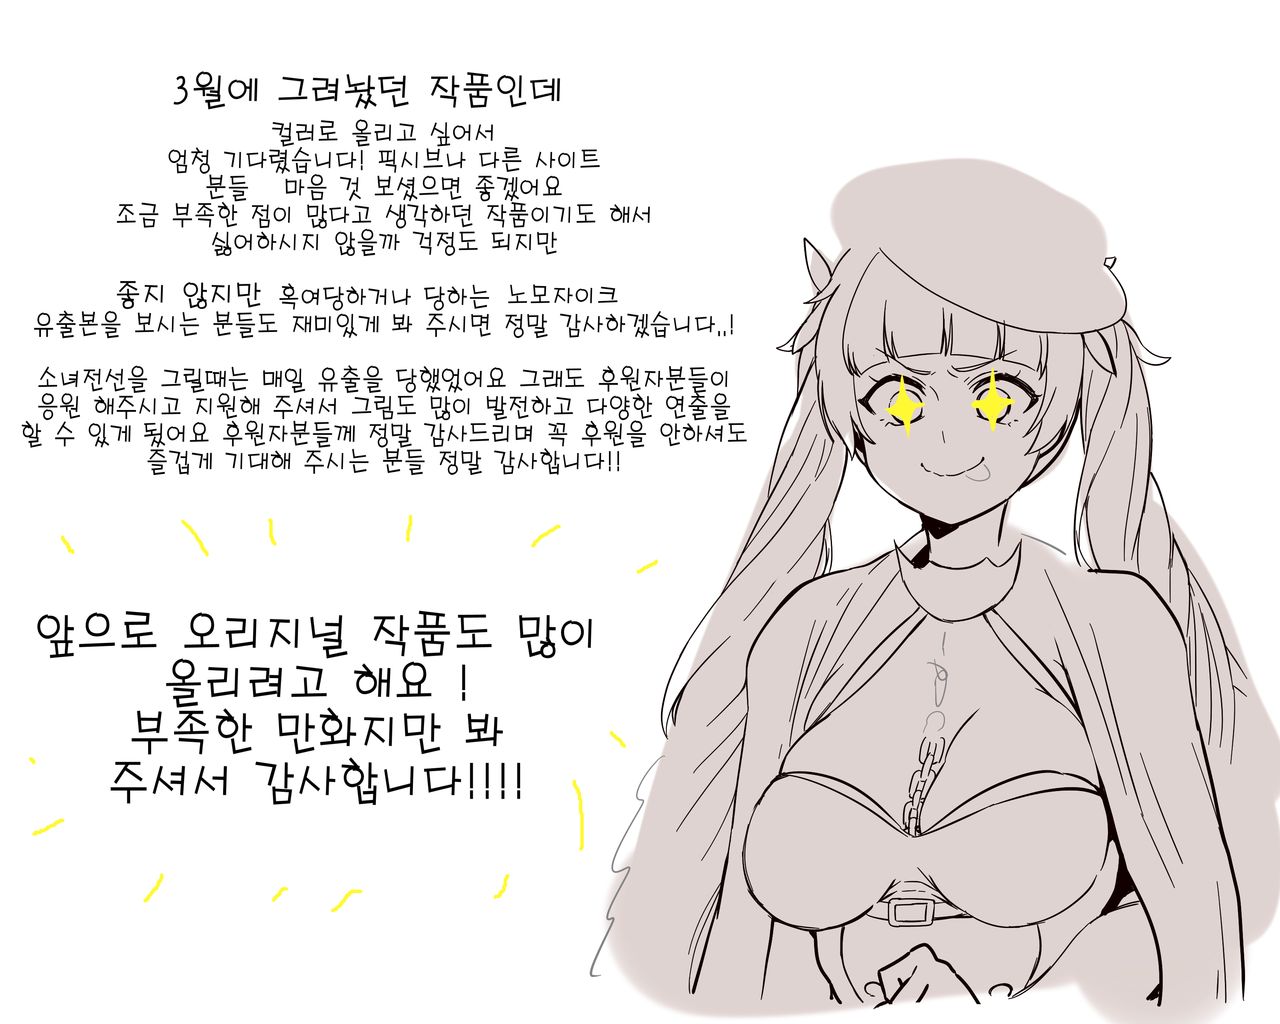 3월에 그려놨던 작품인데
컬러로 올리고 싶어서
엄청 기다렸습니다! 픽시브나 다른 사이트
분들 마음 것 보셨으면 좋겠어요
조금 부족한 점이 많다고 생각하던 작품이기도 해서
싫어하시지 않을까 걱정도 되지만
좋지 않지만 혹여당하거나 당하는 노모자이크
유출본을 보시는 분들도 재미있게 봐 주시면 정말 감사하겠습니다..!
소녀전선을 그릴때는 매일 유출을 당했었어요 그래도 후원자분들이
응원 해주시고 지원해 주셔서 그림도 많이 발전하고 다양한 연출을
할 수 있게 됬어요 후원자분들께 정말 감사드리며 꼭 후원을 안하셔도
즐겁게 기대해 주시는 분들 정말 감사합니다!!
앞으로 오리지널 작품도 많이
올리려고 해요 !
부족한 만화지만 봐
주셔서 감사합니다!!!!